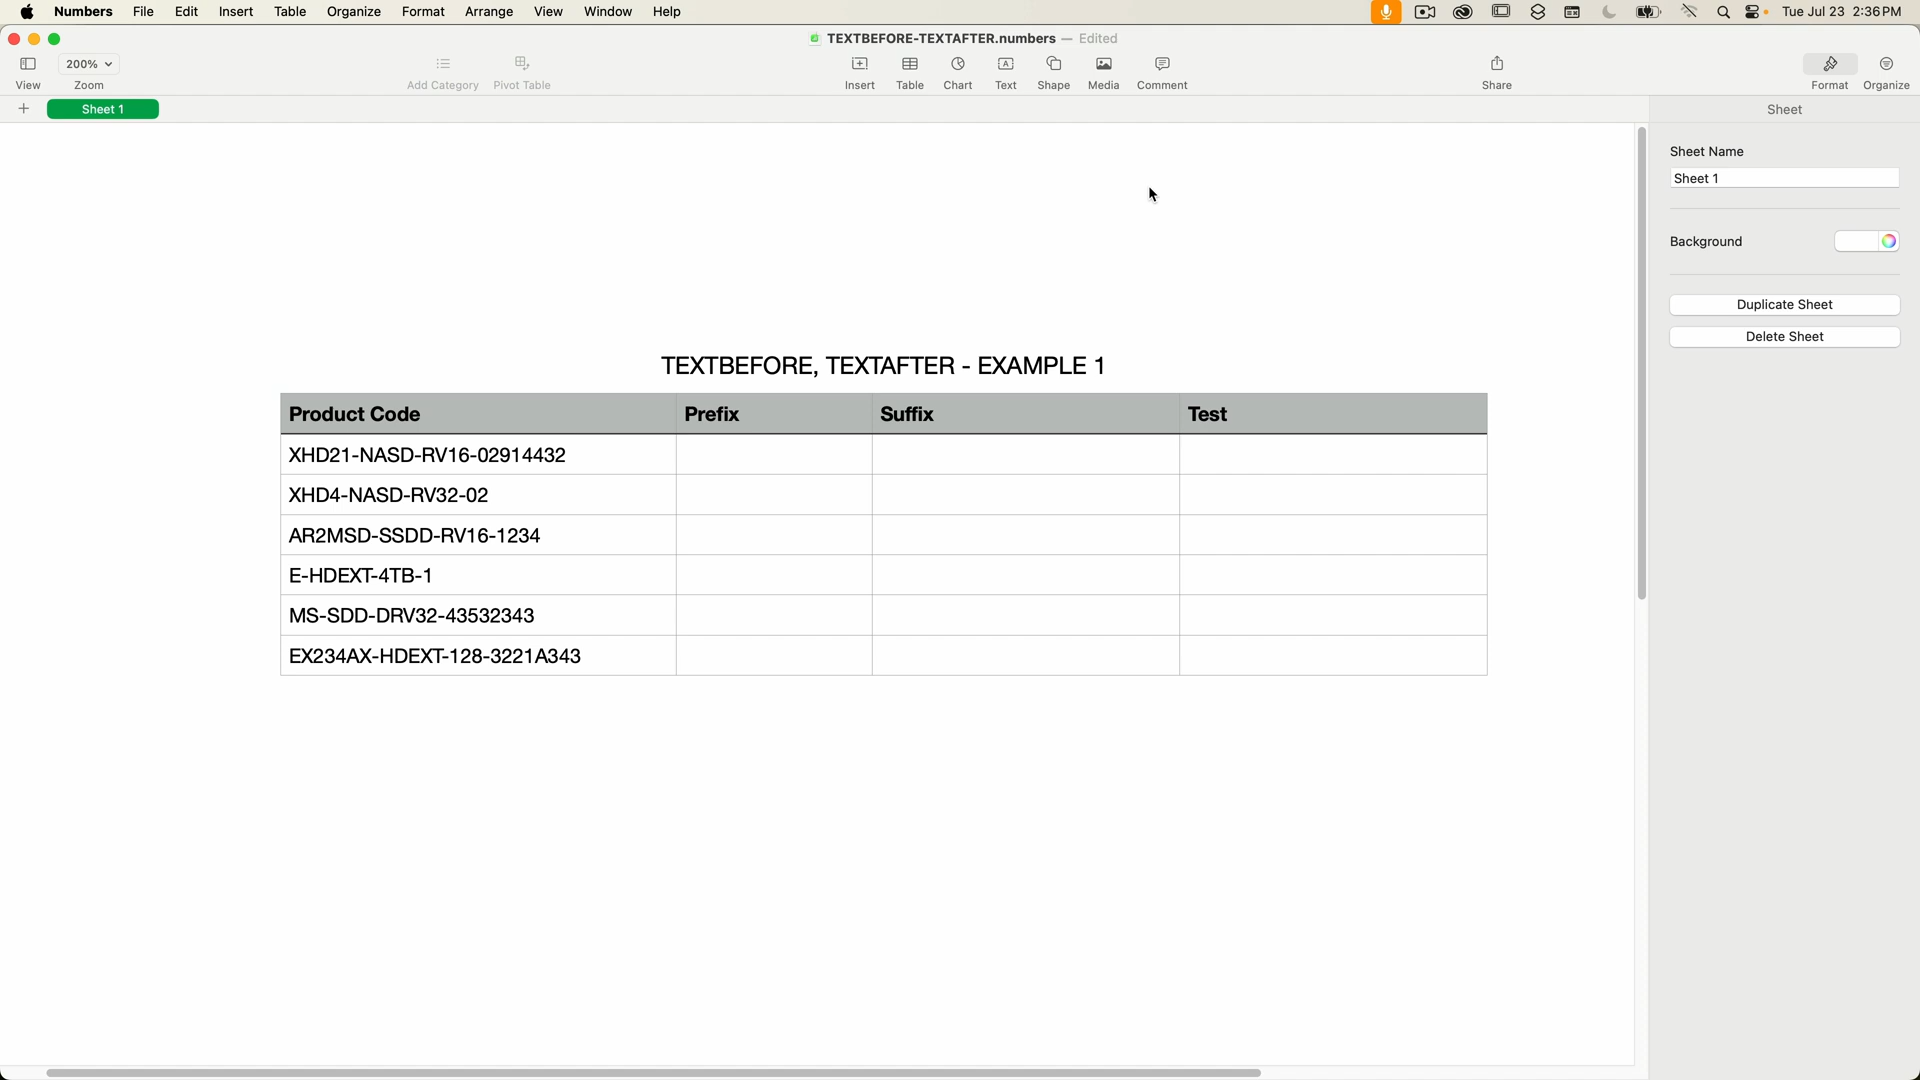 Numbers File Edit Insert Table Organize Format Arrange View Window Help Tue Jul 23 2:36 PM
TEXTBEFORE-TEXTAFTER.numbers — Edited
200%
View Zoom Add Category Pivot Table Insert Table Chart Text Shape Media Comment Share Format Organize
Sheet 1 Sheet
Sheet Name
Sheet 1
Background
Duplicate Sheet
Delete Sheet
TEXTBEFORE, TEXTAFTER - EXAMPLE 1
Product Code Prefix Suffix Test
XHD21-NASD-RV16-02914432
XHD4-NASD-RV32-02
AR2MSD-SSDD-RV16-1234
E-HDEXT-4TB-1
MS-SDD-DRV32-43532343
EX234AX-HDEXT-128-3221A343